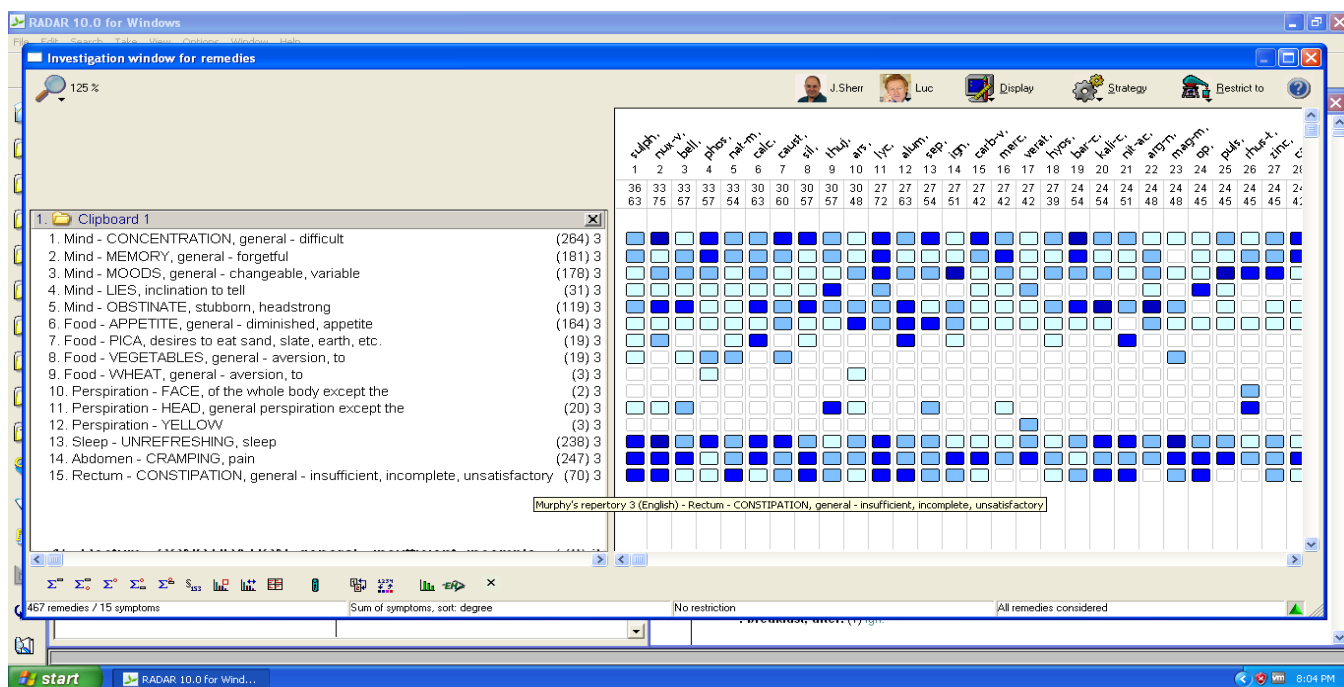 RADAR 10.0 for Windows
File Edit Search Take View Options Window Help
Investigation window for remedies
125 %
J.Sherr
Luc
Display
Strategy
Restrict to
sulph. nux-v. bell. phos. nat-m. calc. caust. sil. thuj. ars. lyc. alum. sep. ign. carb-v. merc. verat. hyos. bar-c. kali-c. nit-ac. arg-n. mag-m. op. puls. rhus-t. zinc.
1 2 3 4 5 6 7 8 9 10 11 12 13 14 15 16 17 18 19 20 21 22 23 24 25 26 27 28
36 33 33 33 33 30 30 30 30 30 27 27 27 27 27 27 27 27 24 24 24 24 24 24 24 24 24
63 75 57 57 54 63 60 57 57 48 72 63 54 51 42 42 42 39 54 54 51 48 48 45 45 45 45
1. Clipboard 1
1. Mind - CONCENTRATION, general - difficult (264) 3
2. Mind - MEMORY, general - forgetful (181) 3
3. Mind - MOODS, general - changeable, variable (178) 3
4. Mind - LIES, inclination to tell (31) 3
5. Mind - OBSTINATE, stubborn, headstrong (119) 3
6. Food - APPETITE, general - diminished, appetite (164) 3
7. Food - PICA, desires to eat sand, slate, earth, etc. (19) 3
8. Food - VEGETABLES, general - aversion, to (19) 3
9. Food - WHEAT, general - aversion, to (3) 3
10. Perspiration - FACE, of the whole body except the (2) 3
11. Perspiration - HEAD, general perspiration except the (20) 3
12. Perspiration - YELLOW (3) 3
13. Sleep - UNREFRESHING, sleep (238) 3
14. Abdomen - CRAMPING, pain (247) 3
15. Rectum - CONSTIPATION, general - insufficient, incomplete, unsatisfactory (70) 3
Murphy's repertory 3 (English) - Rectum - CONSTIPATION, general - insufficient, incomplete, unsatisfactory
467 remedies / 15 symptoms
Sum of symptoms, sort: degree
No restriction
All remedies considered
start
RADAR 10.0 for Wind...
8:04 PM